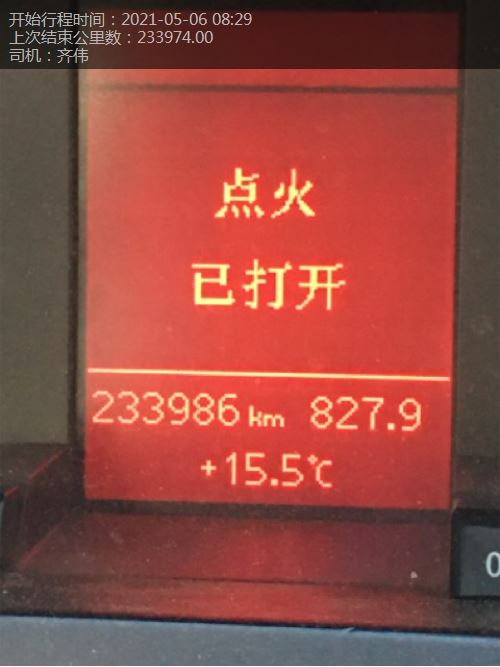 开始行程时间：2021-05-06 08:29
上次结束公里数：233974.00
司机：齐伟
点火
已打开
233986 km 827.9
+15.5℃
0